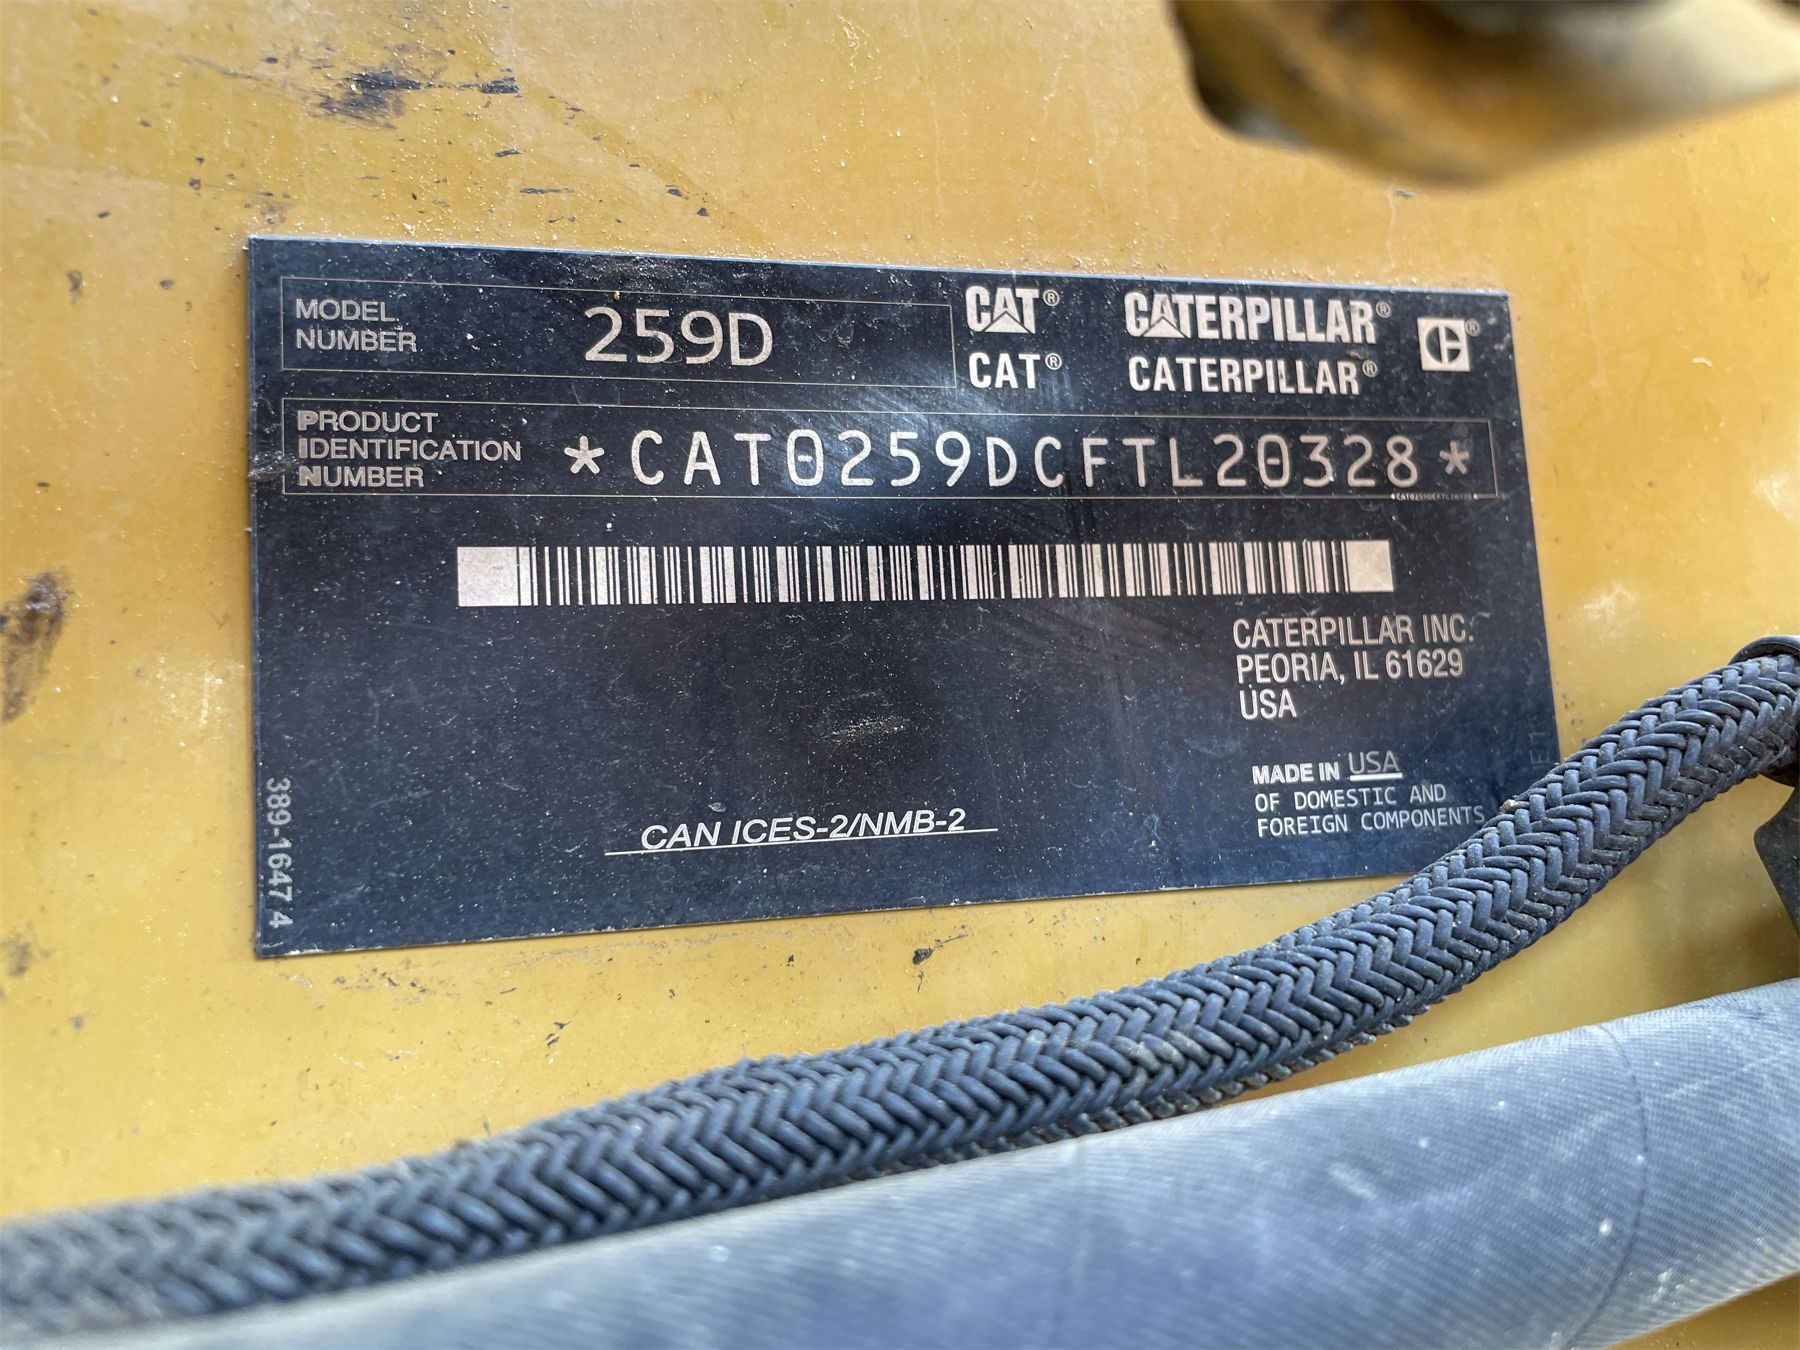 MODEL
NUMBER
259D
CAT® CATERPILLAR®
CAT® CATERPILLAR®
PRODUCT
IDENTIFICATION
NUMBER
*CAT0259DCFTL20328*
*CAT0259DCFTL20328*
CATERPILLAR INC.
PEORIA, IL 61629
USA
MADE IN USA
OF DOMESTIC AND
FOREIGN COMPONENTS
CAN ICES-2/NMB-2
389-1647 4